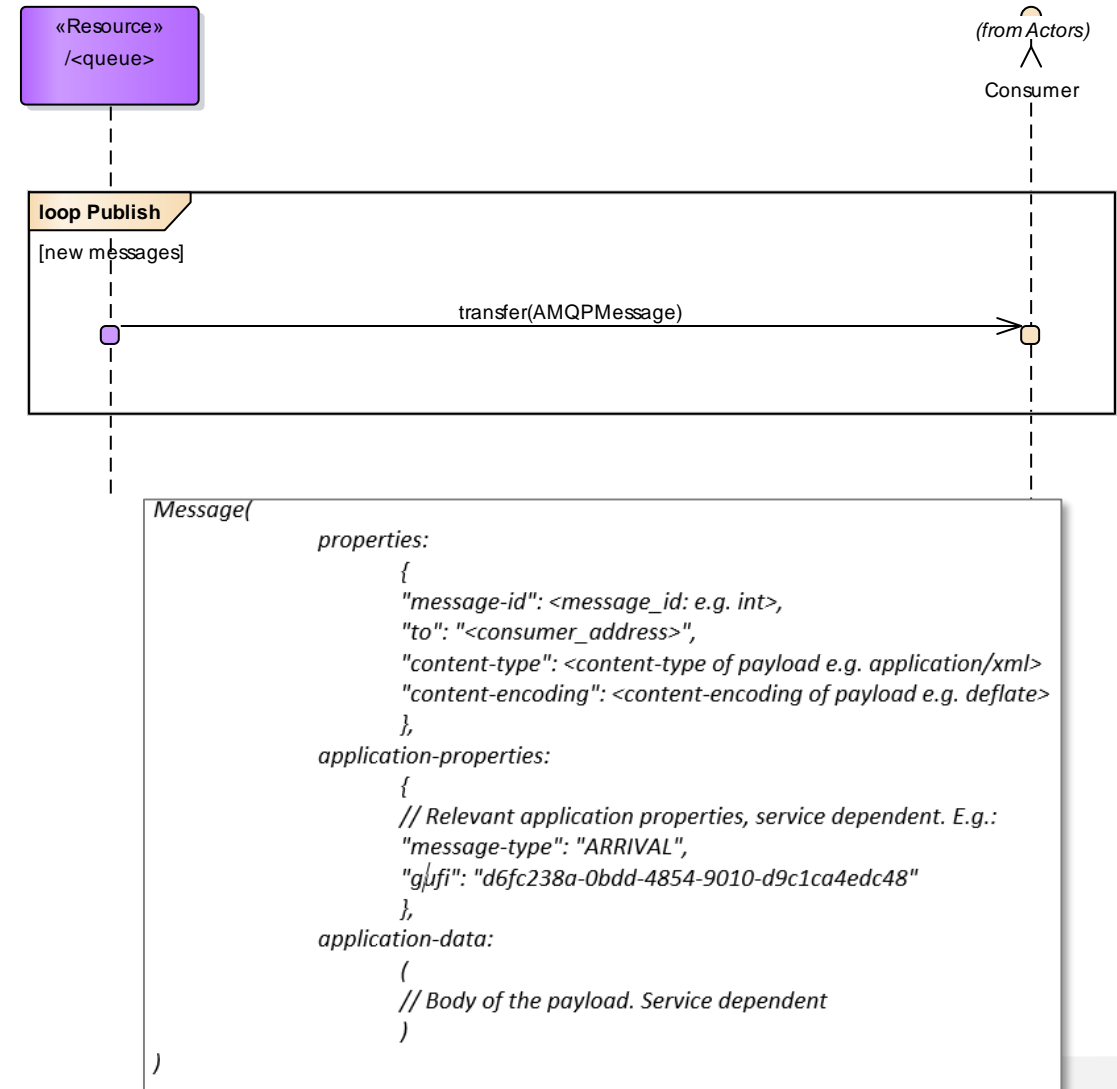 «Resource»
/<queue>
(from Actors)
Consumer
loop Publish
[new messages]
transfer(AMQPMessage)
Message(
properties:
{
"message-id": <message_id: e.g. int>,
"to": "<consumer_address>",
"content-type": <content-type of payload e.g. application/xml>
"content-encoding": <content-encoding of payload e.g. deflate>
},
application-properties:
{
// Relevant application properties, service dependent. E.g.:
"message-type": "ARRIVAL",
"gufi": "d6fc238a-0bdd-4854-9010-d9c1ca4edc48"
},
application-data:
(
// Body of the payload. Service dependent
)
)